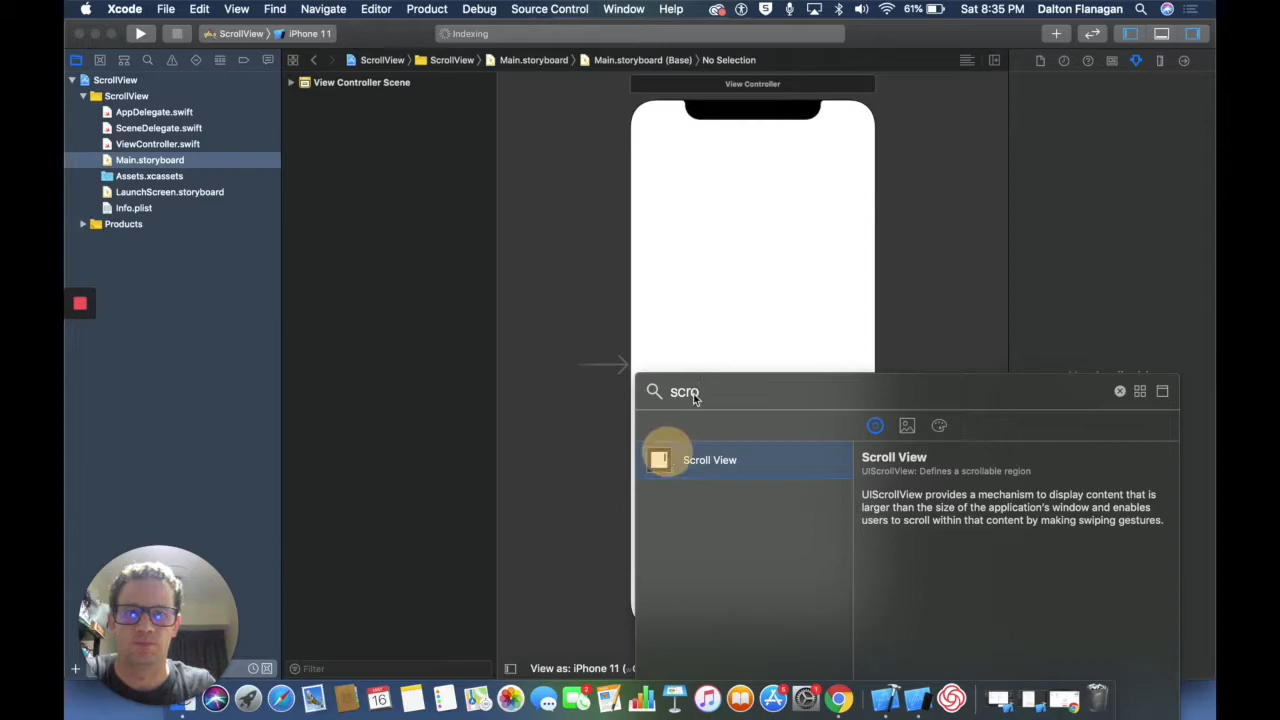 Xcode File Edit View Find Navigate Editor Product Debug Source Control Window Help 61% Sat 8:35 PM Dalton Flanagan
ScrollView iPhone 11 Indexing
ScrollView ScrollView Main.storyboard Main.storyboard (Base) No Selection
ScrollView
ScrollView
AppDelegate.swift
SceneDelegate.swift
ViewController.swift
Main.storyboard
Assets.xcassets
LaunchScreen.storyboard
Info.plist
Products
View Controller Scene
View Controller
scro
Scroll View
Scroll View
UIScrollView: Defines a scrollable region
UIScrollView provides a mechanism to display content that is
larger than the size of the application's window and enables
users to scroll within that content by making swiping gestures.
Filter
View as: iPhone 11 (
16